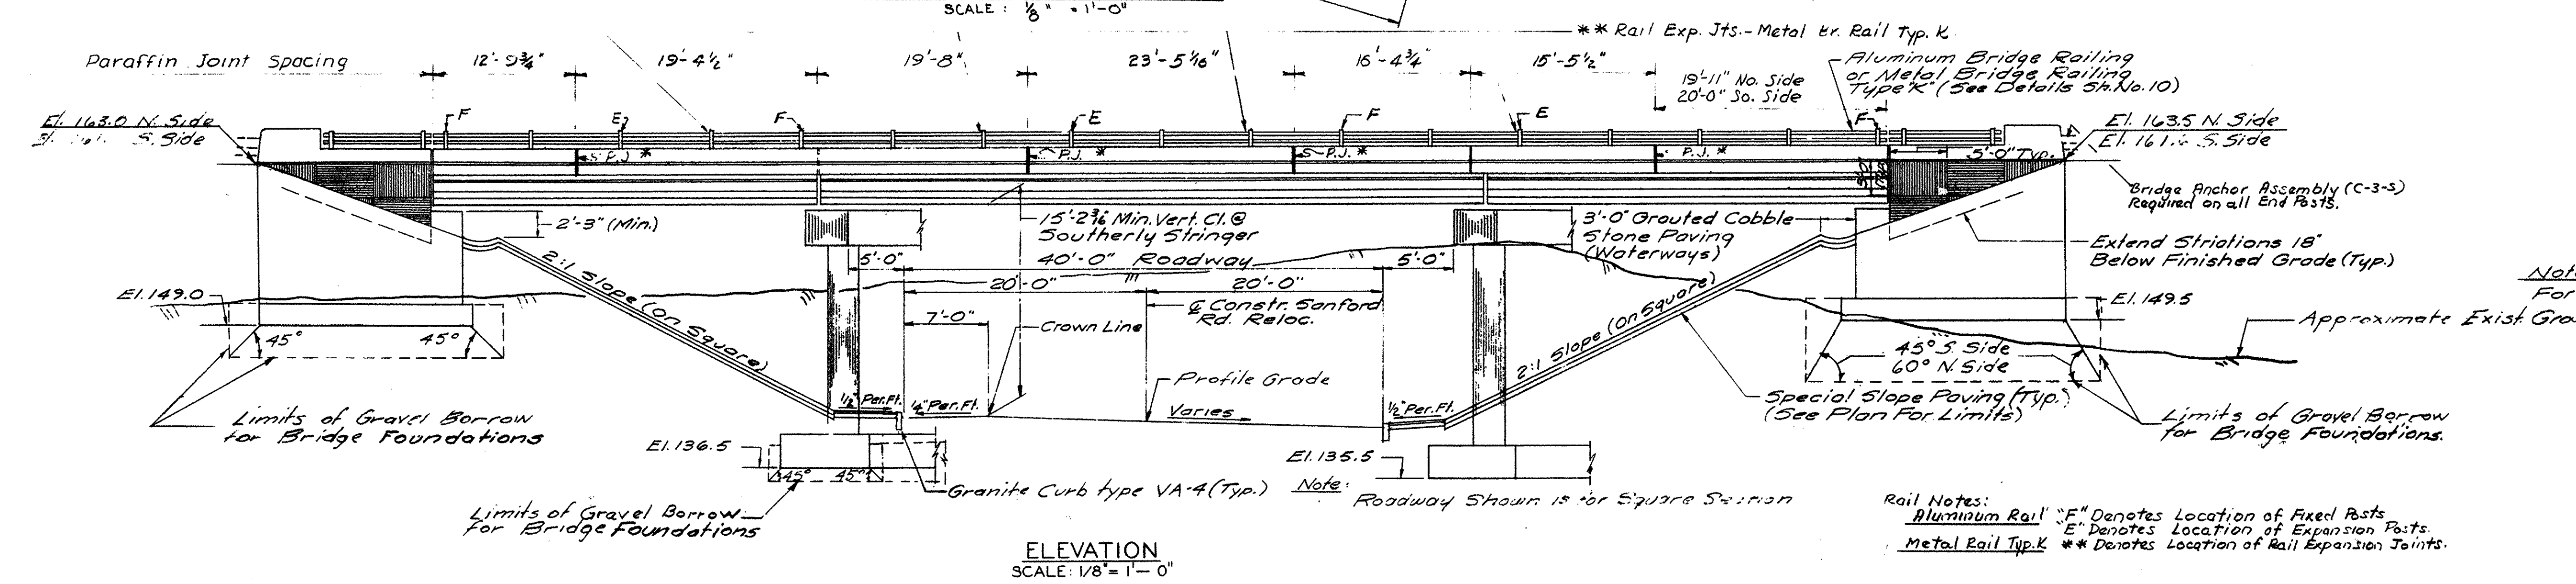 SCALE: 1/8" = 1'-0"
** Rail Exp. Jts.- Metal Br. Rail Typ. K
Paraffin Joint Spacing
12'-9 3/4"
19'-4 1/2"
19'-8"
23'-5 1/16"
16'-4 3/4"
15'-5 1/2"
19'-11" No. Side
20'-0" So. Side
Aluminum Bridge Railing
or Metal Bridge Railing
Type "K" (See Details Sh. No. 10)
F
E
F
E
F
E
F
El. 163.0 N. Side
S. Side
El. 163.5 N. Side
S. Side
P.J. *
P.J. *
P.J. *
P.J. *
5'-0" Typ.
Bridge Anchor Assembly (C-3-S)
Required on all End Posts.
2'-3" (Min.)
15'-2 3/16" Min. Vert. Cl. @
Southerly Stringer
3'-0" Grouted Cobble
Stone Paving
(Waterways)
Extend Striations 18"
Below Finished Grade (Typ.)
5'-0"
40'-0" Roadway
5'-0"
20'-0"
20'-0"
℄ Constr. Sanford
Rd. Reloc.
7'-0"
Crown Line
2:1 Slope (on Square)
2:1 Slope (on Square)
El. 149.0
El. 149.5
Approximate Exist.
Not
For
45°
45°
45° S. Side
60° N. Side
Profile Grade
Varies
1/2" Per. Ft.
1/4" Per. Ft.
1/2" Per. Ft.
Special Slope Paving (Typ.)
(See Plan For Limits)
Limits of Gravel Borrow
for Bridge Foundations
Limits of Gravel Borrow
for Bridge Foundations.
El. 136.5
El. 135.5
45°
45°
Granite Curb type VA-4 (Typ.)
Note:
Roadway Shown is for Square Section
Limits of Gravel Borrow
for Bridge Foundations
Rail Notes:
Aluminum Rail "F" Denotes Location of Fixed Posts
"E" Denotes Location of Expansion Posts.
Metal Rail Typ. K ** Denotes Location of Rail Expansion Joints.
ELEVATION
SCALE: 1/8" = 1'-0"